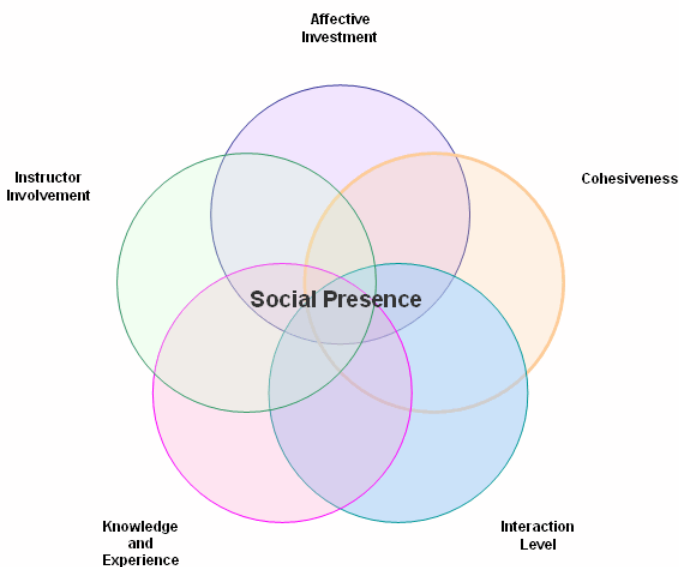 Affective
Investment
Instructor
Involvement
Cohesiveness
Social Presence
Knowledge
and
Experience
Interaction
Level